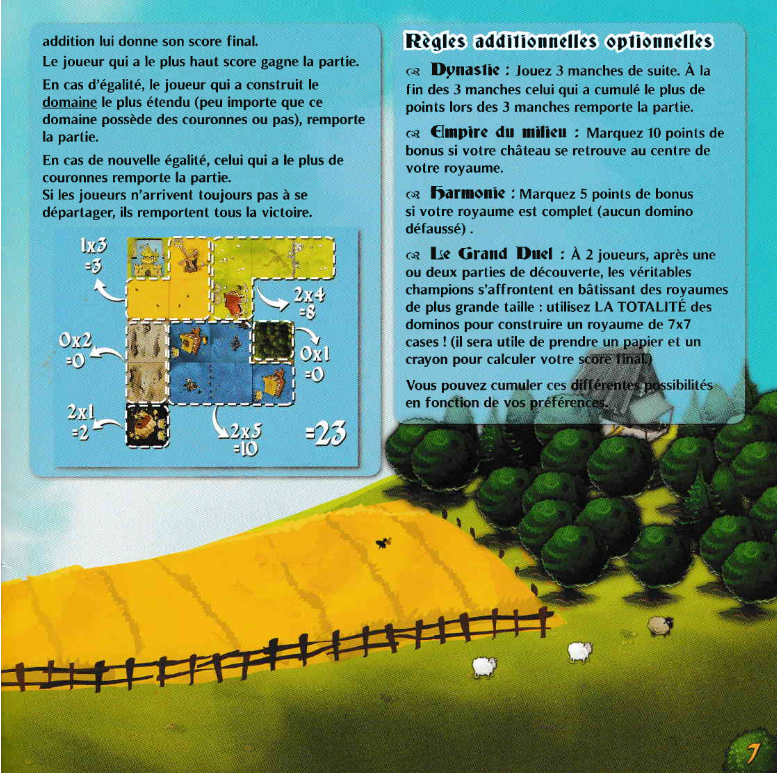 addition lui donne son score final.
Le joueur qui a le plus haut score gagne la partie.
En cas d'égalité, le joueur qui a construit le
domaine le plus étendu (peu importe que ce
domaine possède des couronnes ou pas), remporte
la partie.
En cas de nouvelle égalité, celui qui a le plus de
couronnes remporte la partie.
Si les joueurs n'arrivent toujours pas à se
départager, ils remportent tous la victoire.
1x3
=3
2x4
=8
0x2
=0
0x1
=0
2x1
=2
2x5
=10
=23
Règles additionnelles optionnelles
Dynastie : Jouez 3 manches de suite. À la
fin des 3 manches celui qui a cumulé le plus de
points lors des 3 manches remporte la partie.
Empire du milieu : Marquez 10 points de
bonus si votre château se retrouve au centre de
votre royaume.
Harmonie : Marquez 5 points de bonus
si votre royaume est complet (aucun domino
défaussé) .
Le Grand Duel : À 2 joueurs, après une
ou deux parties de découverte, les véritables
champions s'affrontent en bâtissant des royaumes
de plus grande taille : utilisez LA TOTALITÉ des
dominos pour construire un royaume de 7x7
cases ! (il sera utile de prendre un papier et un
crayon pour calculer votre score final.)
Vous pouvez cumuler ces différentes possibilités
en fonction de vos préférences.
7